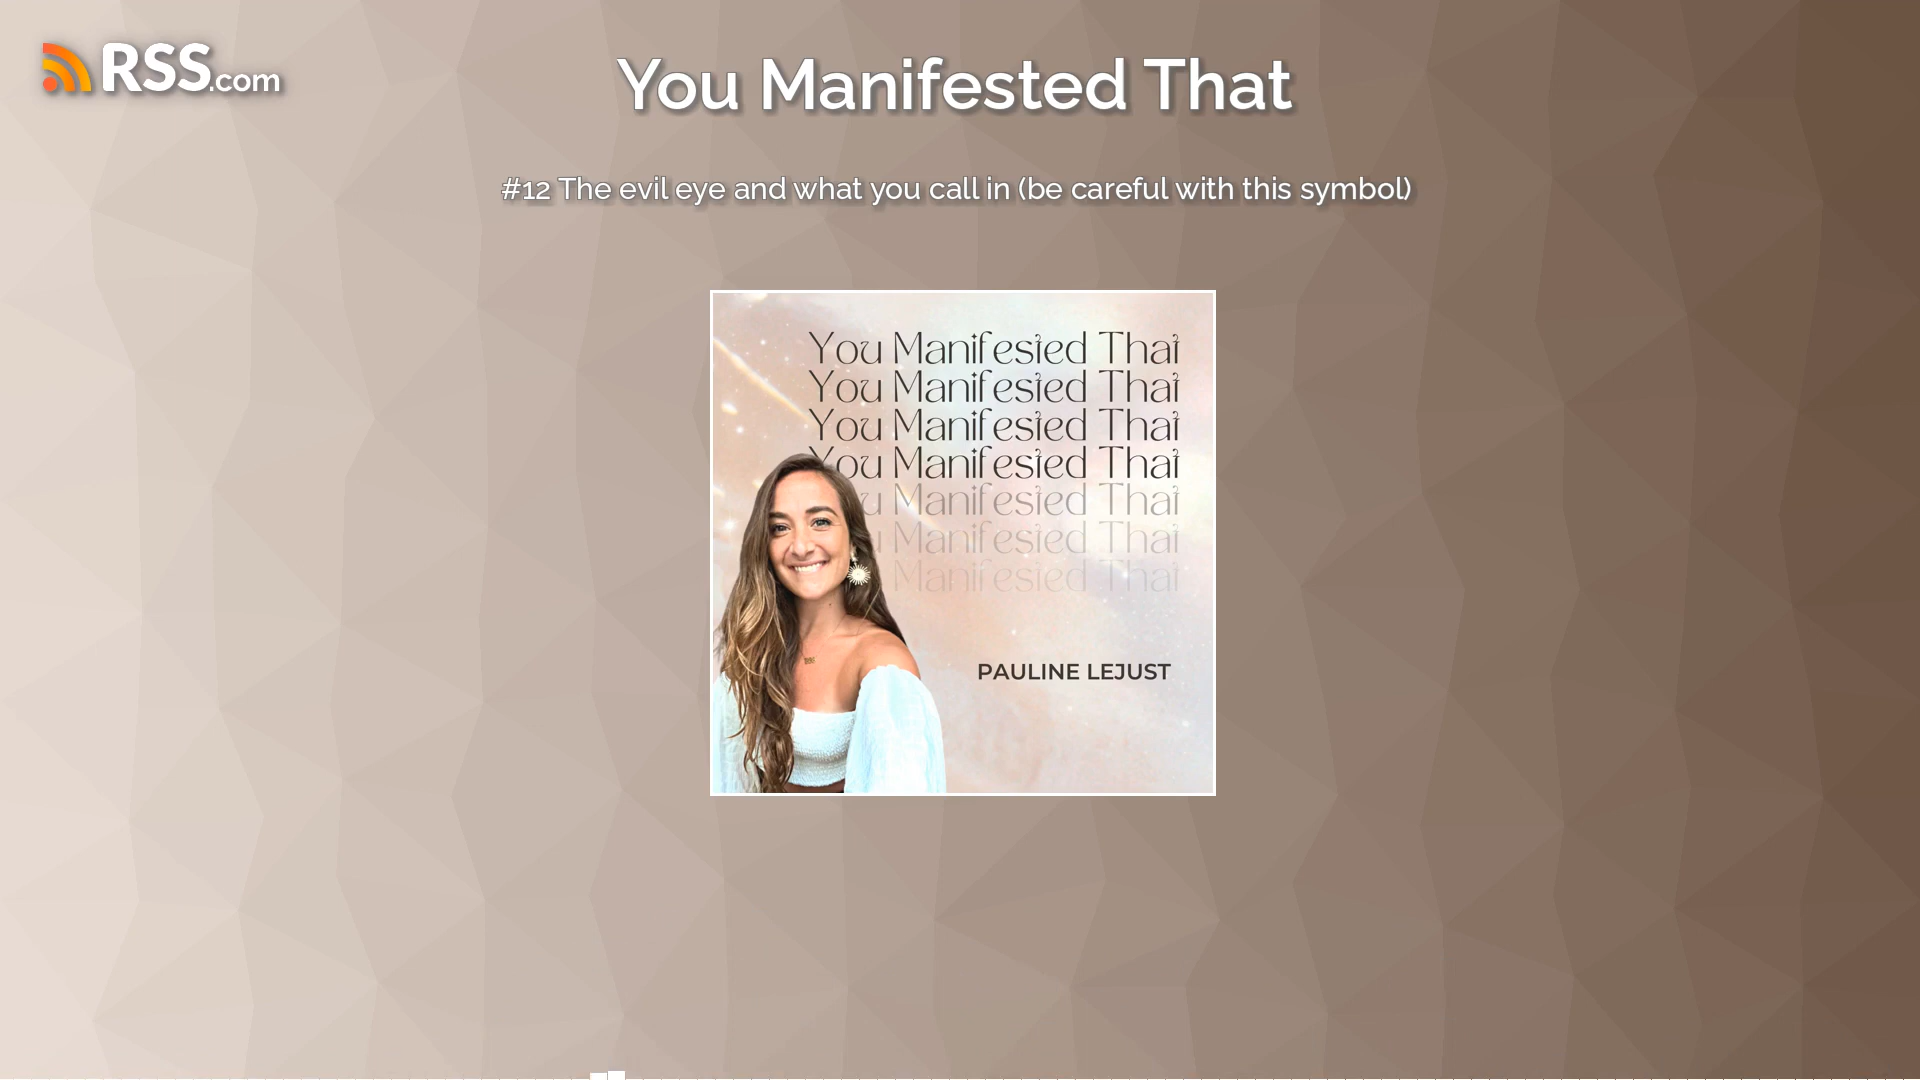 RSS.com
You Manifested That
#12 The evil eye and what you call in (be careful with this symbol)
You Manifested That
You Manifested That
You Manifested That
You Manifested That
Manifested That
Manifested That
Manifested That
PAULINE LEJUST